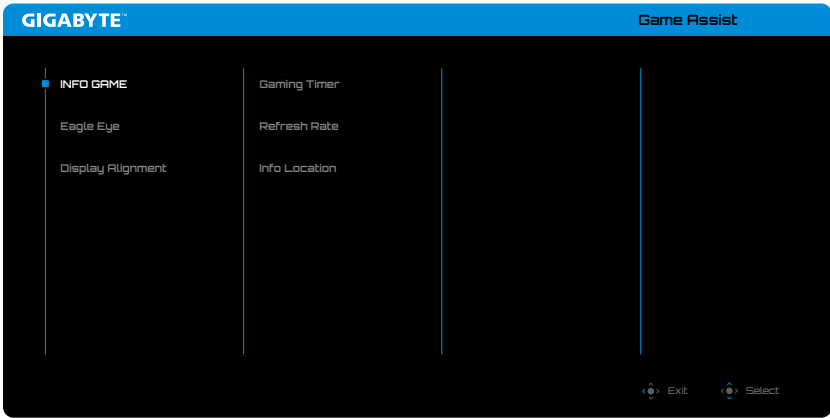 GIGABYTE™
Game Assist
INFO GAME
Gaming Timer
Eagle Eye
Refresh Rate
Display Alignment
Info Location
Exit
Select